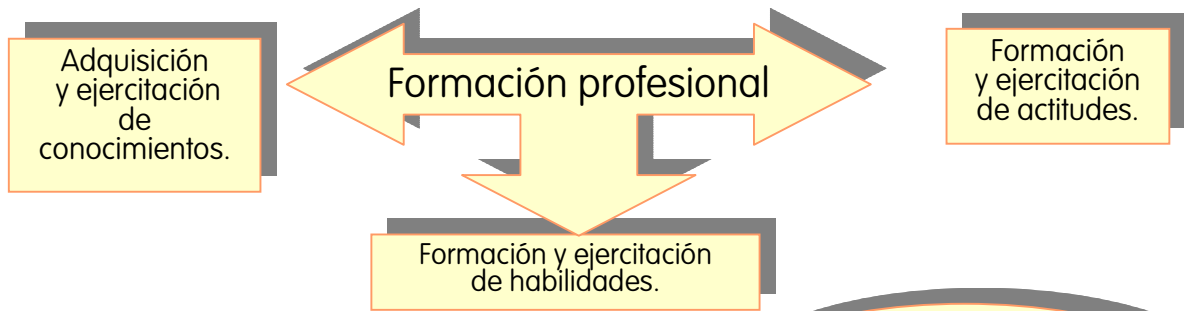 Adquisición
y ejercitación
de
conocimientos.
Formación profesional
Formación
y ejercitación
de actitudes.
Formación y ejercitación
de habilidades.